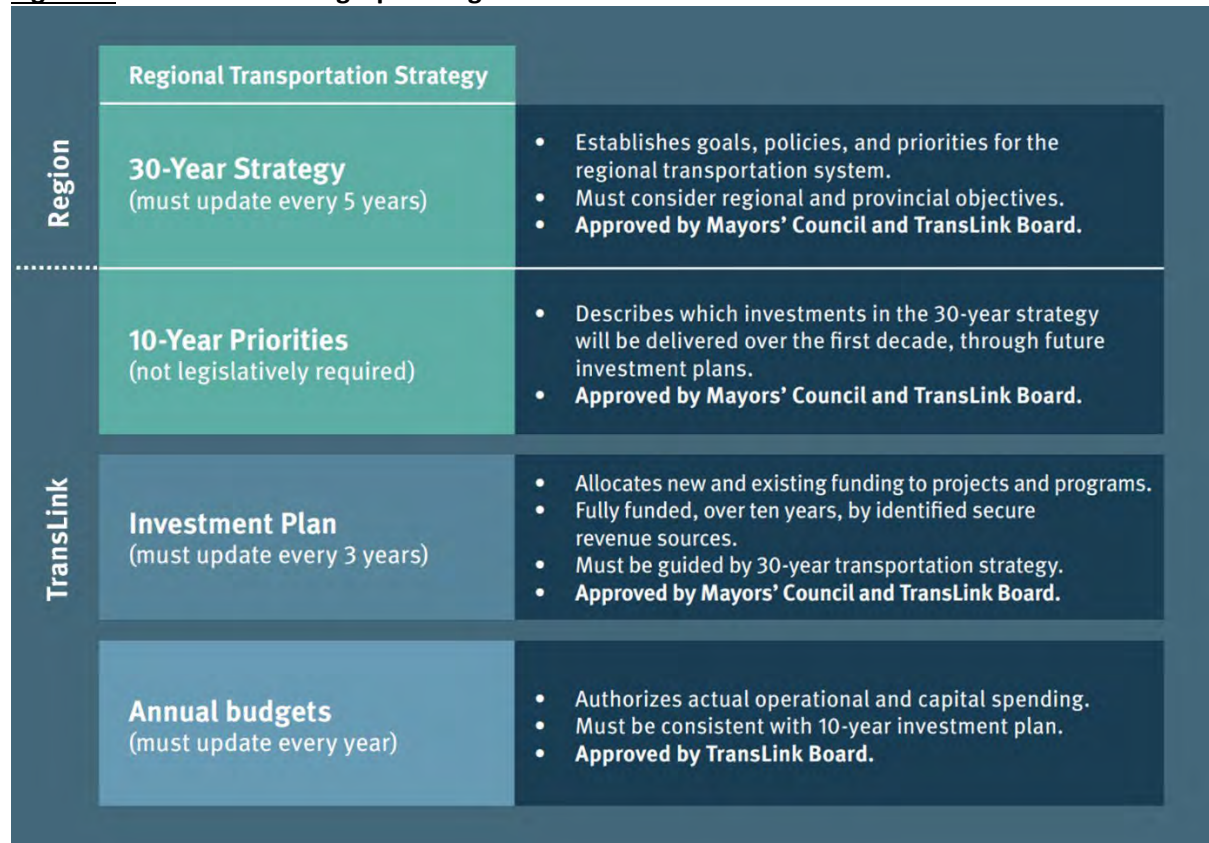 Regional Transportation Strategy
Region
30-Year Strategy
(must update every 5 years)
• Establishes goals, policies, and priorities for the
regional transportation system.
• Must consider regional and provincial objectives.
• Approved by Mayors' Council and TransLink Board.
10-Year Priorities
(not legislatively required)
• Describes which investments in the 30-year strategy
will be delivered over the first decade, through future
investment plans.
• Approved by Mayors' Council and TransLink Board.
TransLink
Investment Plan
(must update every 3 years)
• Allocates new and existing funding to projects and programs.
• Fully funded, over ten years, by identified secure
revenue sources.
• Must be guided by 30-year transportation strategy.
• Approved by Mayors' Council and TransLink Board.
Annual budgets
(must update every year)
• Authorizes actual operational and capital spending.
• Must be consistent with 10-year investment plan.
• Approved by TransLink Board.